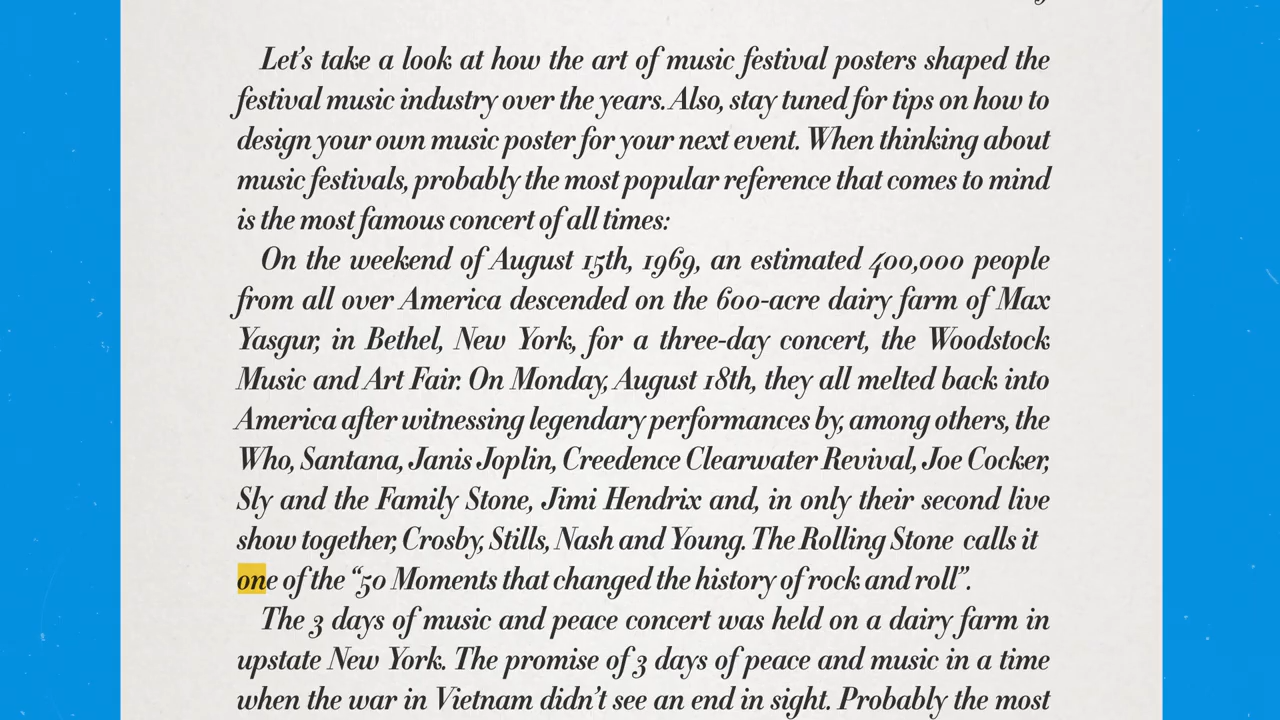 Let's take a look at how the art of music festival posters shaped the
festival music industry over the years. Also, stay tuned for tips on how to
design your own music poster for your next event. When thinking about
music festivals, probably the most popular reference that comes to mind
is the most famous concert of all times:
On the weekend of August 15th, 1969, an estimated 400,000 people
from all over America descended on the 600-acre dairy farm of Max
Yasgur, in Bethel, New York, for a three-day concert, the Woodstock
Music and Art Fair. On Monday, August 18th, they all melted back into
America after witnessing legendary performances by, among others, the
Who, Santana, Janis Joplin, Creedence Clearwater Revival, Joe Cocker,
Sly and the Family Stone, Jimi Hendrix and, in only their second live
show together, Crosby, Stills, Nash and Young. The Rolling Stone calls it
one of the “50 Moments that changed the history of rock and roll”.
The 3 days of music and peace concert was held on a dairy farm in
upstate New York. The promise of 3 days of peace and music in a time
when the war in Vietnam didn't see an end in sight. Probably the most